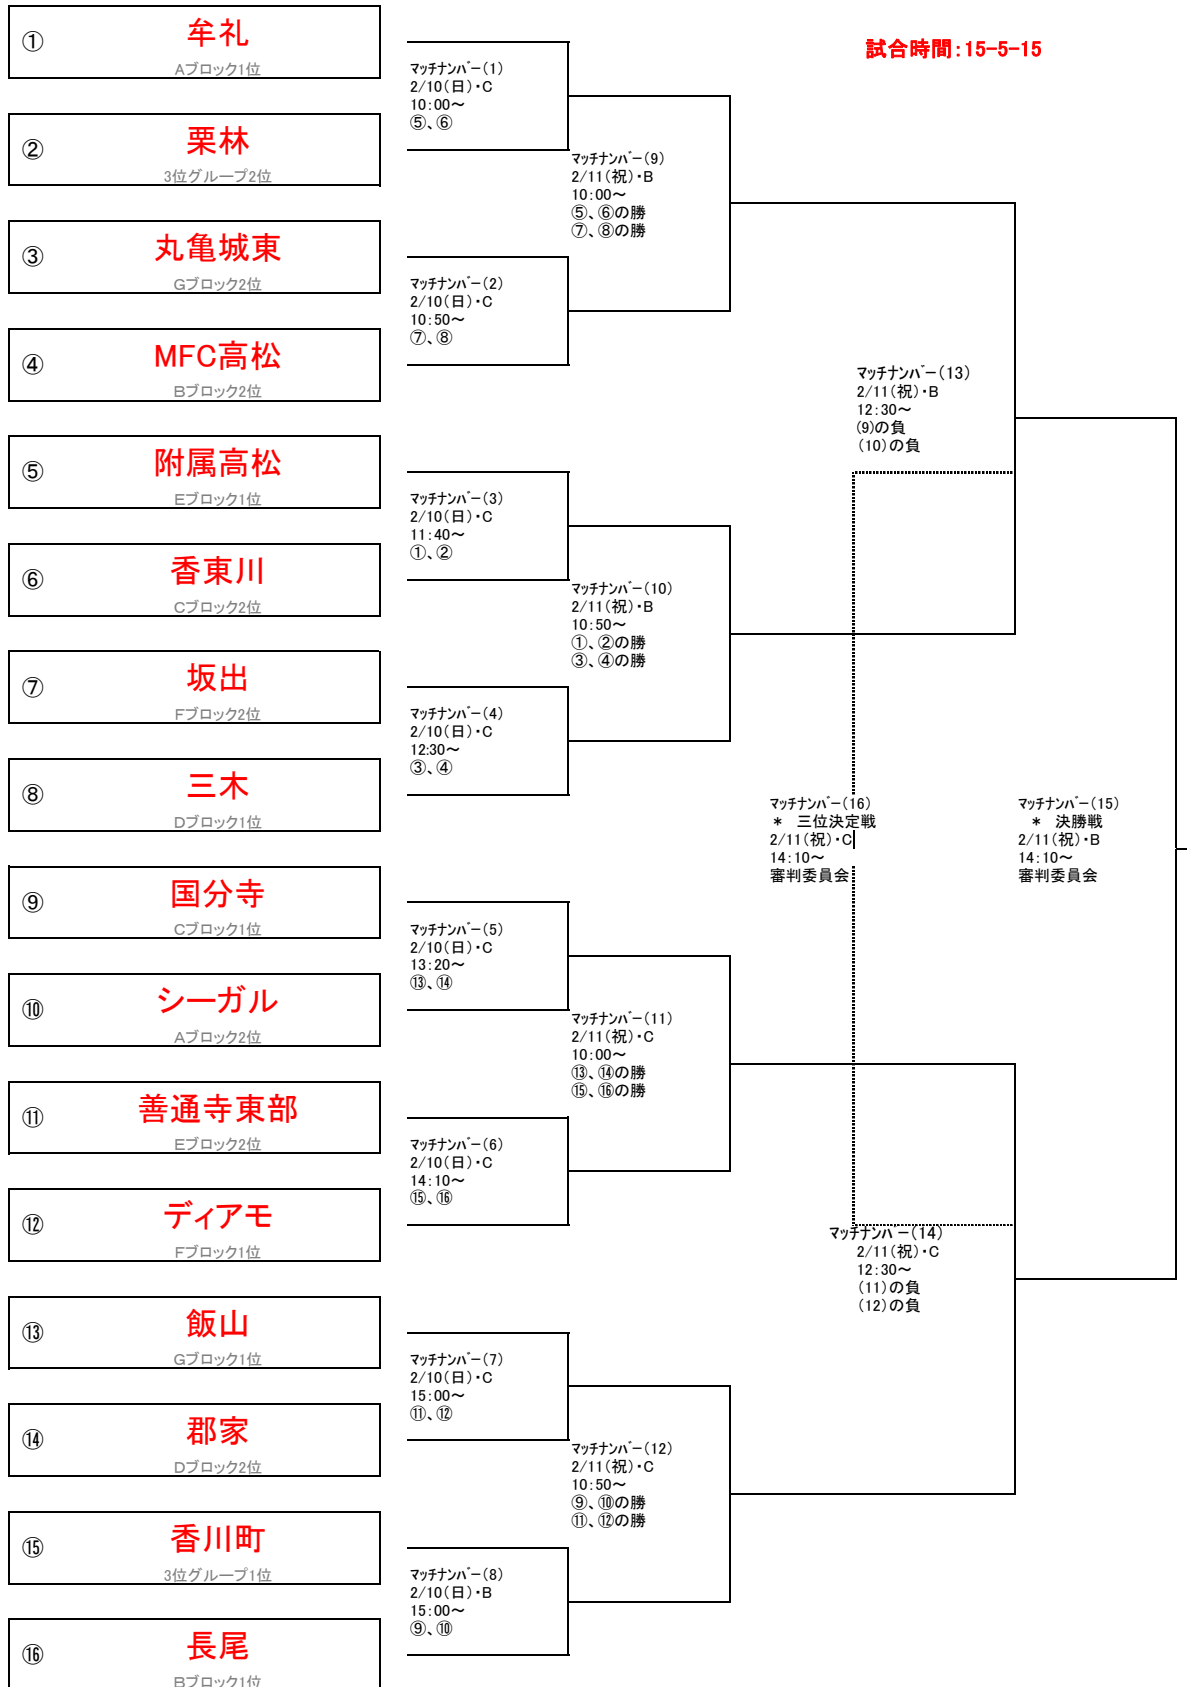 試合時間：15-5-15
① 牟礼
Aブロック1位
② 栗林
3位グループ2位
③ 丸亀城東
Gブロック2位
④ MFC高松
Bブロック2位
⑤ 附属高松
Eブロック1位
⑥ 香東川
Cブロック2位
⑦ 坂出
Fブロック2位
⑧ 三木
Dブロック1位
⑨ 国分寺
Cブロック1位
⑩ シーガル
Aブロック2位
⑪ 善通寺東部
Eブロック2位
⑫ ディアモ
Fブロック1位
⑬ 飯山
Gブロック1位
⑭ 郡家
Dブロック2位
⑮ 香川町
3位グループ1位
⑯ 長尾
Bブロック1位
マッチナンバー(1)
2/10(日)・C
10:00～
⑤、⑥
マッチナンバー(2)
2/10(日)・C
10:50～
⑦、⑧
マッチナンバー(3)
2/10(日)・C
11:40～
①、②
マッチナンバー(4)
2/10(日)・C
12:30～
③、④
マッチナンバー(5)
2/10(日)・C
13:20～
⑬、⑭
マッチナンバー(6)
2/10(日)・C
14:10～
⑮、⑯
マッチナンバー(7)
2/10(日)・C
15:00～
⑪、⑫
マッチナンバー(8)
2/10(日)・B
15:00～
⑨、⑩
マッチナンバー(9)
2/11(祝)・B
10:00～
⑤、⑥の勝
⑦、⑧の勝
マッチナンバー(10)
2/11(祝)・B
10:50～
①、②の勝
③、④の勝
マッチナンバー(11)
2/11(祝)・C
10:00～
⑬、⑭の勝
⑮、⑯の勝
マッチナンバー(12)
2/11(祝)・C
10:50～
⑨、⑩の勝
⑪、⑫の勝
マッチナンバー(13)
2/11(祝)・B
12:30～
(9)の負
(10)の負
マッチナンバー(16)
* 三位決定戦
2/11(祝)・C
14:10～
審判委員会
マッチナンバー(14)
2/11(祝)・C
12:30～
(11)の負
(12)の負
マッチナンバー(15)
* 決勝戦
2/11(祝)・B
14:10～
審判委員会